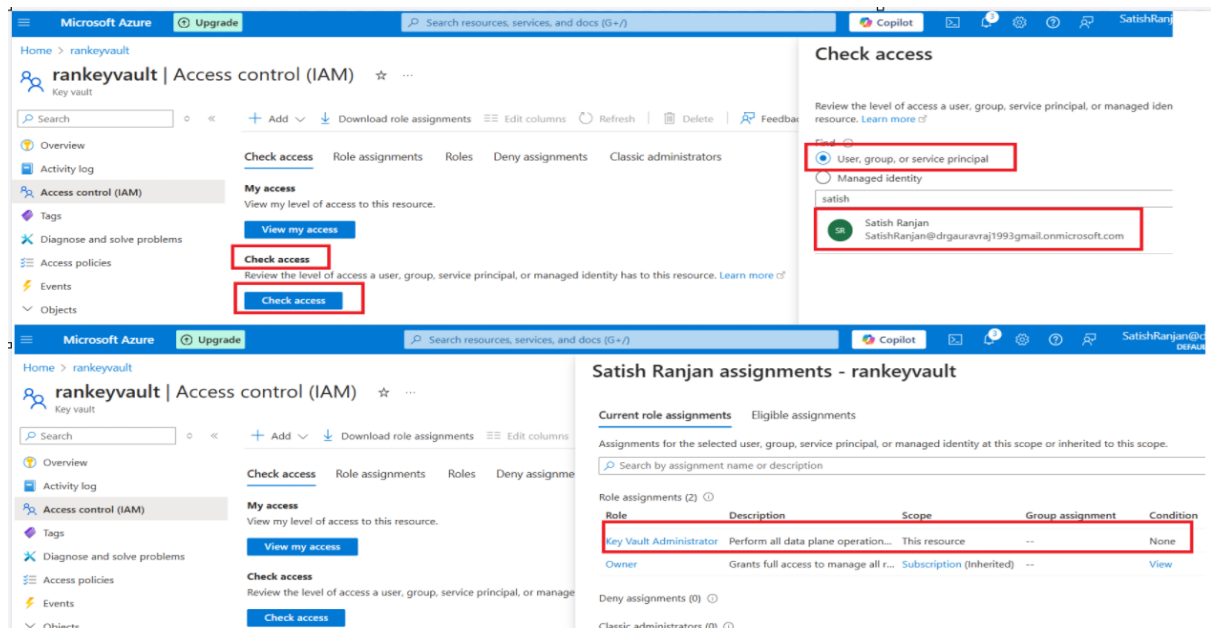 Microsoft Azure Upgrade Search resources, services, and docs (G+/) Copilot 3 SatishRanj
Home > rankeyvault
rankeyvault | Access control (IAM) ☆ ...
Key vault
Search
Overview
Activity log
Access control (IAM)
Tags
Diagnose and solve problems
Access policies
Events
Objects
+ Add Download role assignments Edit columns Refresh Delete Feedbac
Check access Role assignments Roles Deny assignments Classic administrators
My access
View my level of access to this resource.
View my access
Check access
Review the level of access a user, group, service principal, or managed identity has to this resource. Learn more
Check access
Check access
Review the level of access a user, group, service principal, or managed iden
resource. Learn more
Find
User, group, or service principal
Managed identity
satish
SR
Satish Ranjan
SatishRanjan@drgauravraj1993gmail.onmicrosoft.com
Microsoft Azure Upgrade Search resources, services, and docs (G+/) Copilot 3 SatishRanjan@d
DEFAUL
Home > rankeyvault
rankeyvault | Access control (IAM) ☆ ...
Key vault
Search
Overview
Activity log
Access control (IAM)
Tags
Diagnose and solve problems
Access policies
Events
Objects
+ Add Download role assignments Edit columns
Check access Role assignments Roles Deny assignme
My access
View my level of access to this resource.
View my access
Check access
Review the level of access a user, group, service principal, or manage
Check access
Satish Ranjan assignments - rankeyvault
Current role assignments Eligible assignments
Assignments for the selected user, group, service principal, or managed identity at this scope or inherited to this scope.
Search by assignment name or description
Role assignments (2)
Role Description Scope Group assignment Condition
Key Vault Administrator Perform all data plane operation... This resource -- None
Owner Grants full access to manage all r... Subscription (Inherited) -- View
Deny assignments (0)
Classic administrators (0)